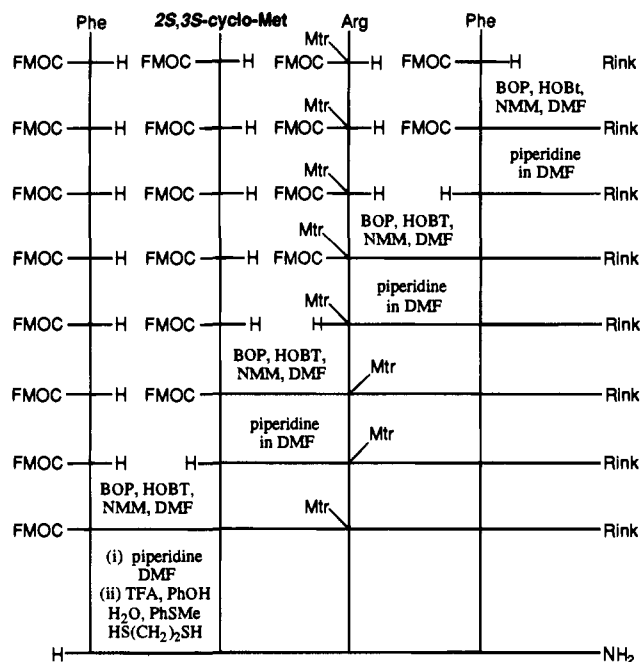 Phe 2S,3S-cyclo-Met Arg Phe
Mtr
FMOC H FMOC H FMOC H FMOC H Rink
BOP, HOBt,
NMM, DMF
Mtr
FMOC H FMOC H FMOC H FMOC Rink
piperidine
in DMF
Mtr
FMOC H FMOC H FMOC H H Rink
BOP, HOBT,
NMM, DMF
Mtr
FMOC H FMOC H FMOC Rink
piperidine
in DMF
Mtr
FMOC H FMOC H H Rink
BOP, HOBT,
NMM, DMF
Mtr
FMOC H FMOC Rink
piperidine
in DMF
Mtr
FMOC H H Rink
BOP, HOBT,
NMM, DMF
Mtr
FMOC Rink
(i) piperidine
DMF
(ii) TFA, PhOH
H2O, PhSMe
HS(CH2)2SH
H NH2